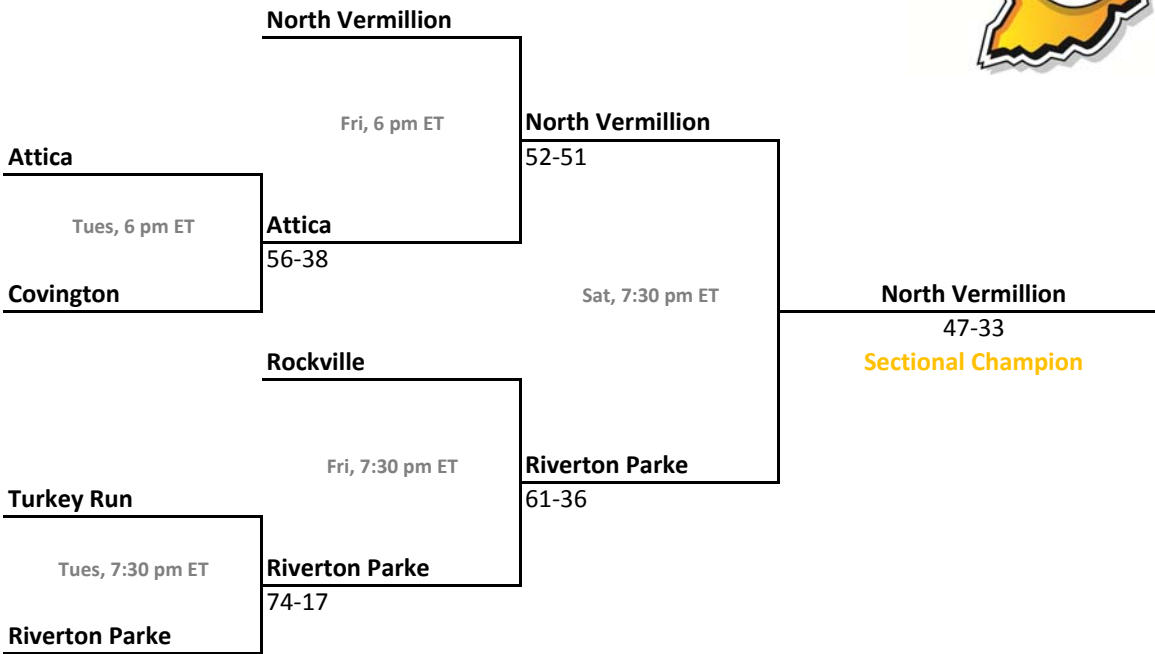 North Vermillion
Fri, 6 pm ET
North Vermillion
Attica
52-51
Tues, 6 pm ET
Attica
56-38
Covington
Sat, 7:30 pm ET
North Vermillion
47-33
Rockville
Sectional Champion
Fri, 7:30 pm ET
Riverton Parke
Turkey Run
61-36
Tues, 7:30 pm ET
Riverton Parke
74-17
Riverton Parke